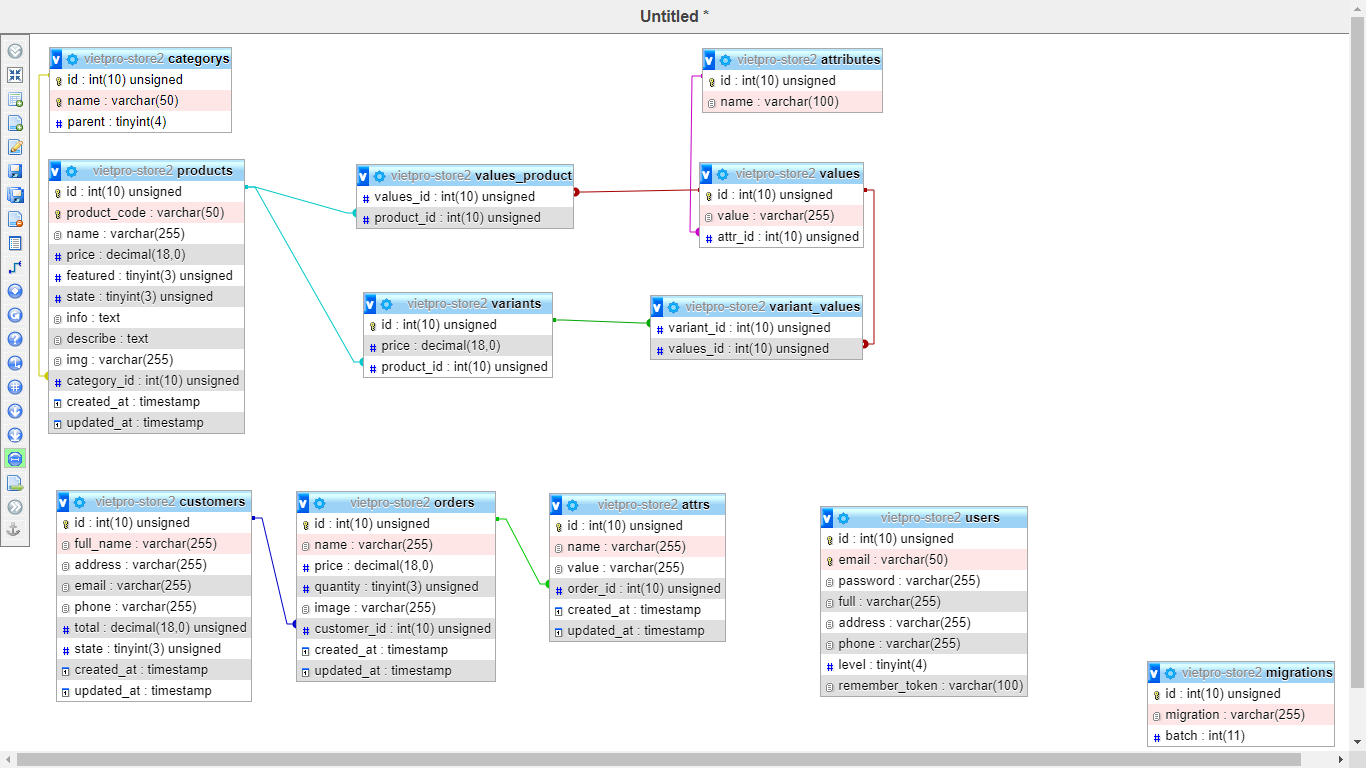 Untitled *
vietpro-store2 categorys
id : int(10) unsigned
name : varchar(50)
parent : tinyint(4)
vietpro-store2 attributes
id : int(10) unsigned
name : varchar(100)
vietpro-store2 products
id : int(10) unsigned
product_code : varchar(50)
name : varchar(255)
price : decimal(18,0)
featured : tinyint(3) unsigned
state : tinyint(3) unsigned
info : text
describe : text
img : varchar(255)
category_id : int(10) unsigned
created_at : timestamp
updated_at : timestamp
vietpro-store2 values_product
values_id : int(10) unsigned
product_id : int(10) unsigned
vietpro-store2 values
id : int(10) unsigned
value : varchar(255)
attr_id : int(10) unsigned
vietpro-store2 variants
id : int(10) unsigned
price : decimal(18,0)
product_id : int(10) unsigned
vietpro-store2 variant_values
variant_id : int(10) unsigned
values_id : int(10) unsigned
vietpro-store2 customers
id : int(10) unsigned
full_name : varchar(255)
address : varchar(255)
email : varchar(255)
phone : varchar(255)
total : decimal(18,0) unsigned
state : tinyint(3) unsigned
created_at : timestamp
updated_at : timestamp
vietpro-store2 orders
id : int(10) unsigned
name : varchar(255)
price : decimal(18,0)
quantity : tinyint(3) unsigned
image : varchar(255)
customer_id : int(10) unsigned
created_at : timestamp
updated_at : timestamp
vietpro-store2 attrs
id : int(10) unsigned
name : varchar(255)
value : varchar(255)
order_id : int(10) unsigned
created_at : timestamp
updated_at : timestamp
vietpro-store2 users
id : int(10) unsigned
email : varchar(50)
password : varchar(255)
full : varchar(255)
address : varchar(255)
phone : varchar(255)
level : tinyint(4)
remember_token : varchar(100)
vietpro-store2 migrations
id : int(10) unsigned
migration : varchar(255)
batch : int(11)